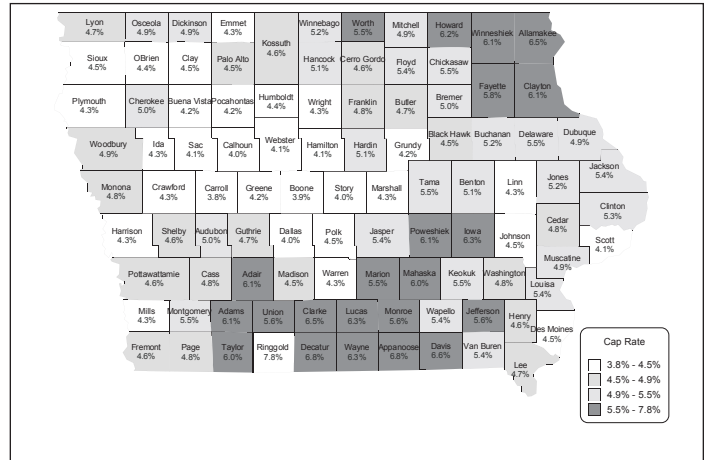 Lyon Osceola Dickinson Emmet Winnebago Worth Mitchell Howard Winneshiek Allamakee
4.7% 4.9% 4.9% 4.3% 5.2% 5.5% 4.9% 6.2% 6.1% 6.5%
Kossuth
4.6%
Sioux OBrien Clay Palo Alto Hancock Cerro Gordo Floyd Chickasaw
4.5% 4.4% 4.5% 4.5% 5.1% 4.6% 5.4% 5.5%
Fayette Clayton
5.8% 6.1%
Plymouth Cherokee Buena Vista Pocahontas Humboldt Wright Franklin Butler Bremer
4.3% 5.0% 4.2% 4.2% 4.4% 4.3% 4.8% 4.7% 5.0%
Black Hawk Buchanan Delaware Dubuque
4.5% 5.2% 5.5% 4.9%
Woodbury Ida Sac Calhoun Webster Hamilton Hardin Grundy
4.9% 4.3% 4.1% 4.0% 4.1% 4.1% 5.1% 4.2%
Jackson
5.4%
Monona Crawford Carroll Greene Boone Story Marshall Tama Benton Linn Jones
4.8% 4.3% 3.8% 4.2% 3.9% 4.0% 4.3% 5.5% 5.1% 4.3% 5.2%
Clinton
5.3%
Cedar
4.8%
Harrison Shelby Audubon Guthrie Dallas Polk Jasper Poweshiek Iowa Johnson Scott
4.3% 4.6% 5.0% 4.7% 4.0% 4.5% 5.4% 6.1% 6.3% 4.5% 4.1%
Muscatine
4.9%
Pottawattamie Cass Adair Madison Warren Marion Mahaska Keokuk Washington
4.6% 4.8% 6.1% 4.5% 4.3% 5.5% 6.0% 5.5% 4.8%
Louisa
5.4%
Mills Montgomery Adams Union Clarke Lucas Monroe Wapello Jefferson Henry
4.3% 5.5% 6.1% 5.6% 6.5% 6.3% 5.6% 5.4% 5.6% 4.6%
Des Moines
4.5%
Fremont Page Taylor Ringgold Decatur Wayne Appanoose Davis Van Buren
4.6% 4.8% 6.0% 7.8% 6.8% 6.3% 6.8% 6.6% 5.4%
Lee
4.7%
Cap Rate
3.8% - 4.5%
4.5% - 4.9%
4.9% - 5.5%
5.5% - 7.8%